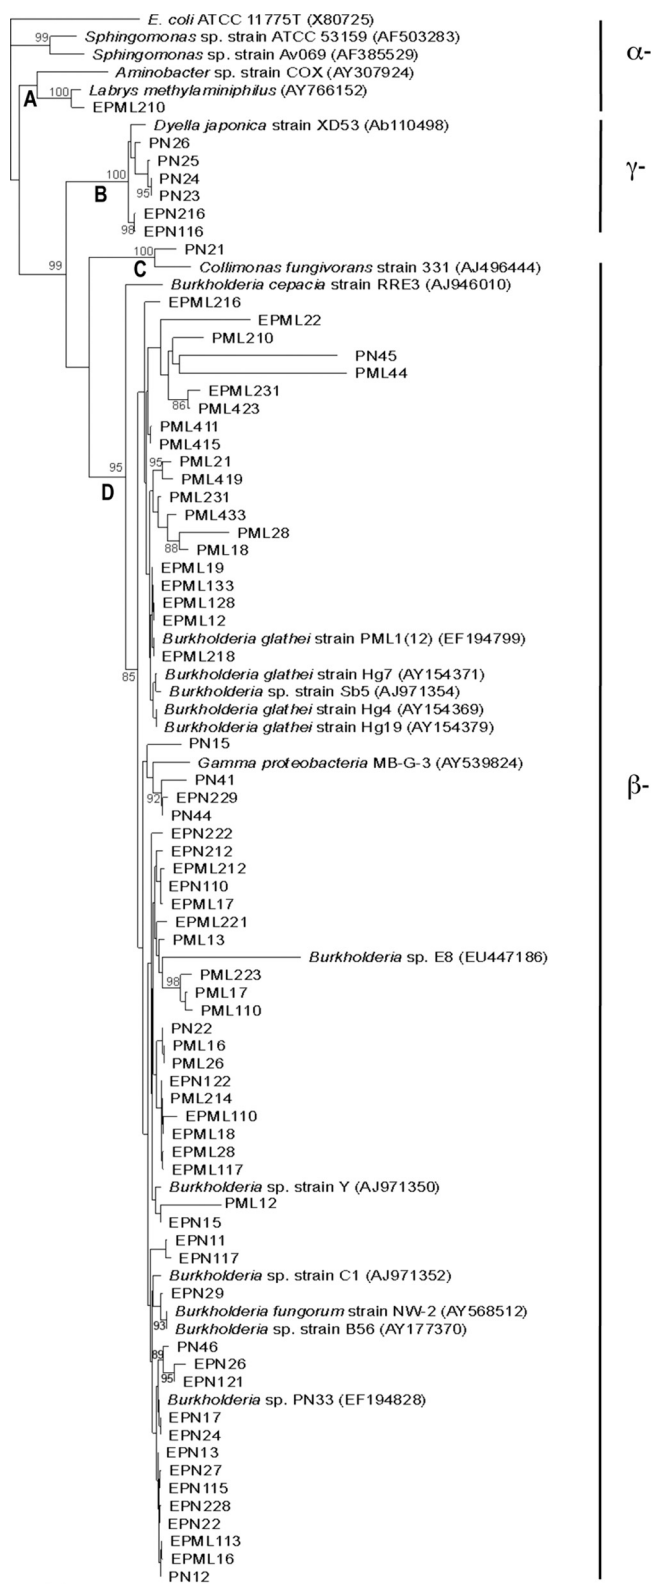 E. coli ATCC 11775T (X80725)
99
Sphingomonas sp. strain ATCC 53159 (AF503283)
Sphingomonas sp. strain Av069 (AF385529)
α-
Aminobacter sp. strain COX (AY307924)
A
100
Labrys methylaminiphilus (AY766152)
EPML210
Dyella japonica strain XD53 (Ab110498)
PN26
PN25
γ-
100
PN24
B
95
PN23
EPN216
98
EPN116
100
PN21
99
C
Collimonas fungivorans strain 331 (AJ496444)
Burkholderia cepacia strain RRE3 (AJ946010)
EPML216
EPML22
PML210
PN45
PML44
EPML231
86
PML423
PML411
PML415
95
95
PML21
PML419
D
PML231
PML433
PML28
88
PML18
EPML19
EPML133
EPML128
EPML12
Burkholderia glathei strain PML1(12) (EF194799)
EPML218
85
Burkholderia glathei strain Hg7 (AY154371)
Burkholderia sp. strain Sb5 (AJ971354)
Burkholderia glathei strain Hg4 (AY154369)
Burkholderia glathei strain Hg19 (AY154379)
PN15
Gamma proteobacteria MB-G-3 (AY539824)
PN41
β-
92
EPN229
PN44
EPN222
EPN212
EPML212
EPN110
EPML17
EPML221
PML13
Burkholderia sp. E8 (EU447186)
98
PML223
PML17
PML110
PN22
PML16
PML26
EPN122
PML214
EPML110
EPML18
EPML28
EPML117
Burkholderia sp. strain Y (AJ971350)
PML12
EPN15
EPN11
EPN117
Burkholderia sp. strain C1 (AJ971352)
EPN29
Burkholderia fungorum strain NW-2 (AY568512)
93
Burkholderia sp. strain B56 (AY177370)
PN46
89
EPN26
95
EPN121
Burkholderia sp. PN33 (EF194828)
EPN17
EPN24
EPN13
EPN27
EPN115
EPN228
EPN22
EPML113
EPML16
PN12